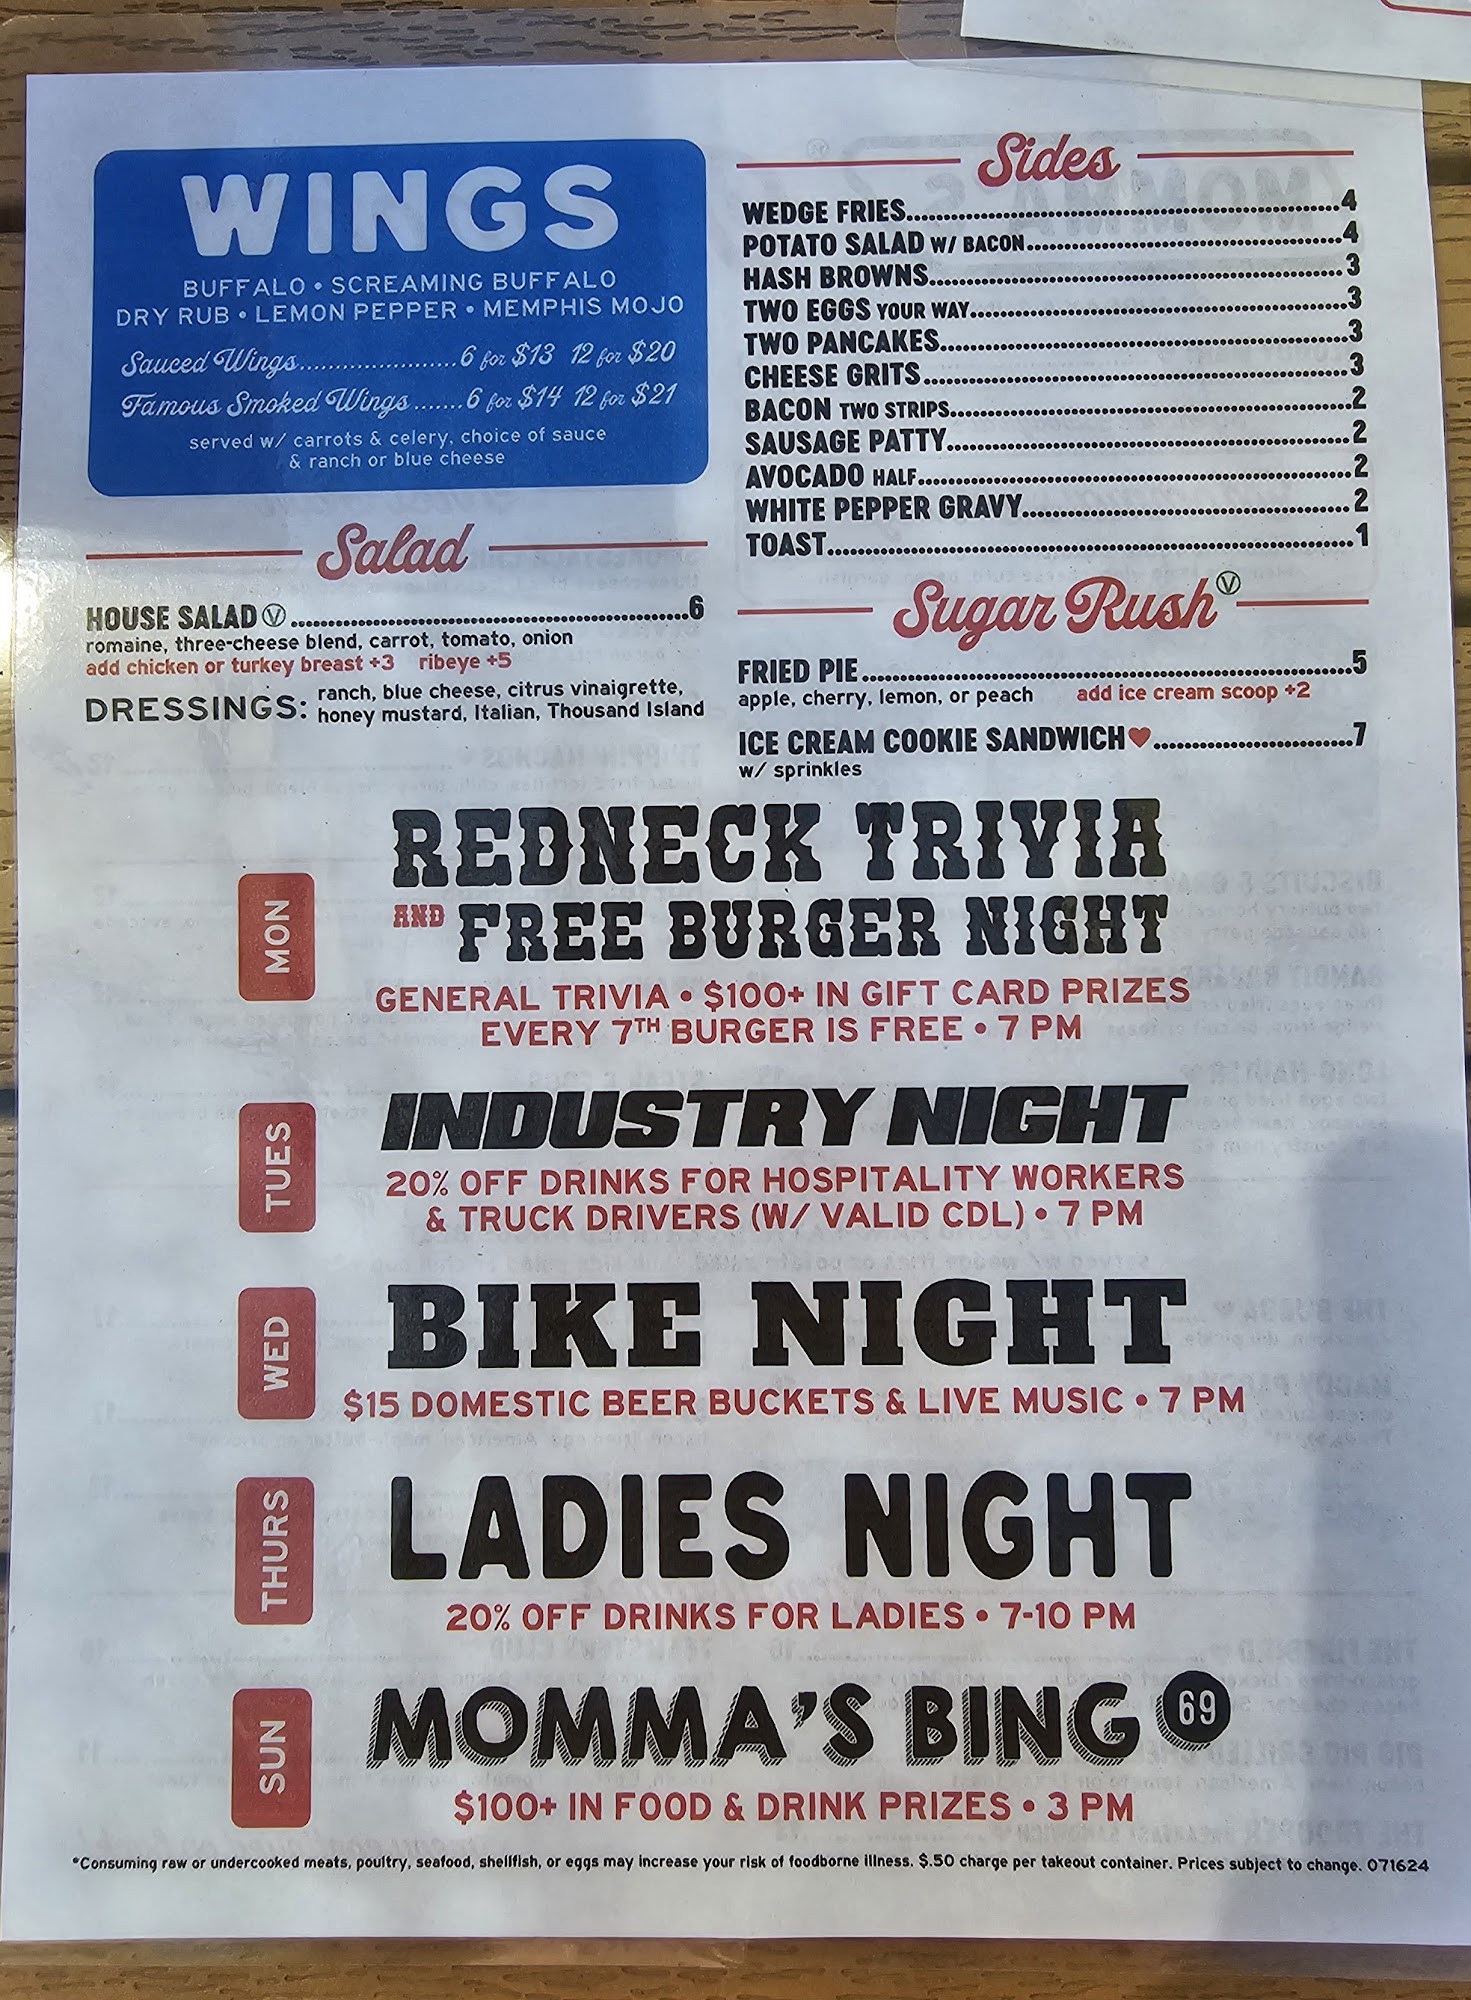 WINGS
BUFFALO • SCREAMING BUFFALO
DRY RUB • LEMON PEPPER • MEMPHIS MOJO
Sauced Wings......................6 for $13 12 for $20
Famous Smoked Wings.......6 for $14 12 for $21
served w/ carrots & celery, choice of sauce
& ranch or blue cheese
Salad
HOUSE SALAD Ⓥ ........................................6
romaine, three-cheese blend, carrot, tomato, onion
add chicken or turkey breast +3 ribeye +5
DRESSINGS: ranch, blue cheese, citrus vinaigrette,
honey mustard, Italian, Thousand Island
Sides
WEDGE FRIES........................................4
POTATO SALAD W/ BACON........................................4
HASH BROWNS........................................3
TWO EGGS YOUR WAY........................................3
TWO PANCAKES........................................3
CHEESE GRITS........................................3
BACON TWO STRIPS........................................2
SAUSAGE PATTY........................................2
AVOCADO HALF........................................2
WHITE PEPPER GRAVY........................................2
TOAST........................................1
Sugar Rush Ⓥ
FRIED PIE........................................5
apple, cherry, lemon, or peach add ice cream scoop +2
ICE CREAM COOKIE SANDWICH♥............................7
w/ sprinkles
MON
REDNECK TRIVIA
AND FREE BURGER NIGHT
GENERAL TRIVIA • $100+ IN GIFT CARD PRIZES
EVERY 7TH BURGER IS FREE • 7 PM
TUES
INDUSTRY NIGHT
20% OFF DRINKS FOR HOSPITALITY WORKERS
& TRUCK DRIVERS (W/ VALID CDL) • 7 PM
WED
BIKE NIGHT
$15 DOMESTIC BEER BUCKETS & LIVE MUSIC • 7 PM
THURS
LADIES NIGHT
20% OFF DRINKS FOR LADIES • 7-10 PM
SUN
MOMMA'S BING 69
$100+ IN FOOD & DRINK PRIZES • 3 PM
*Consuming raw or undercooked meats, poultry, seafood, shellfish, or eggs may increase your risk of foodborne illness. $.50 charge per takeout container. Prices subject to change. 071624